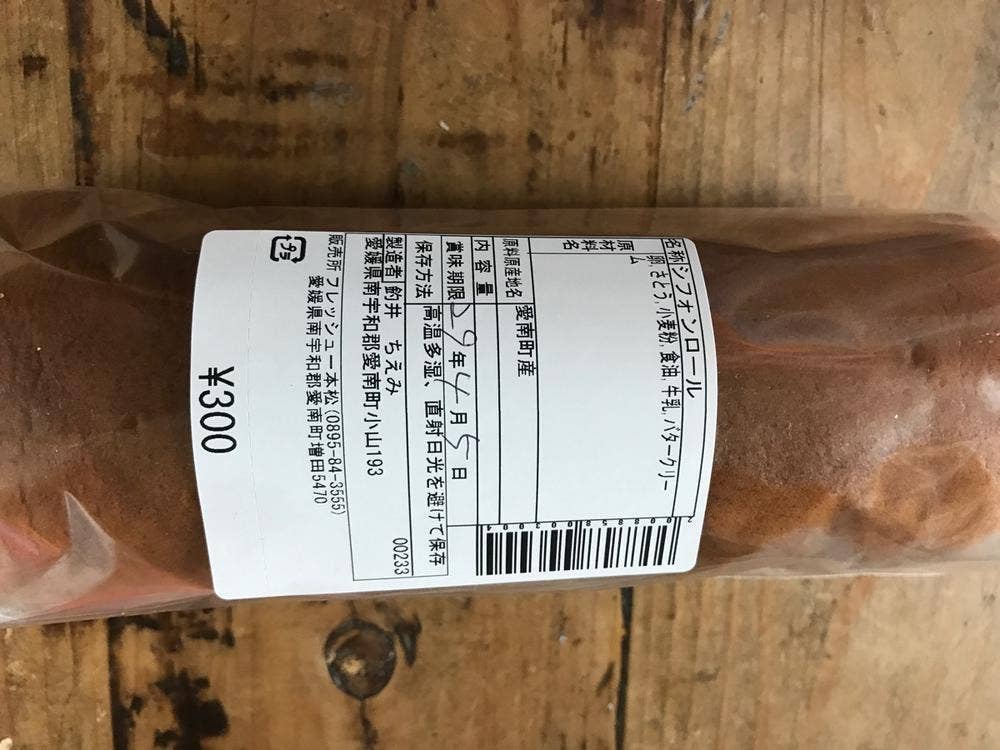 名称 シフォンロール
原材料名 卵, さとう, 小麦粉, 食油, 牛乳, バタークリーム
原料原産地名 愛南町産
内容量
賞味期限 29年4月5日
保存方法 高温多湿、直射日光を避けて保存
製造者 釣井 ちえみ
愛媛県南宇和郡愛南町小山193
00233
販売所 フレッシュ一本松(0895-84-3555)
愛媛県南宇和郡愛南町増田5470
プラ
¥300